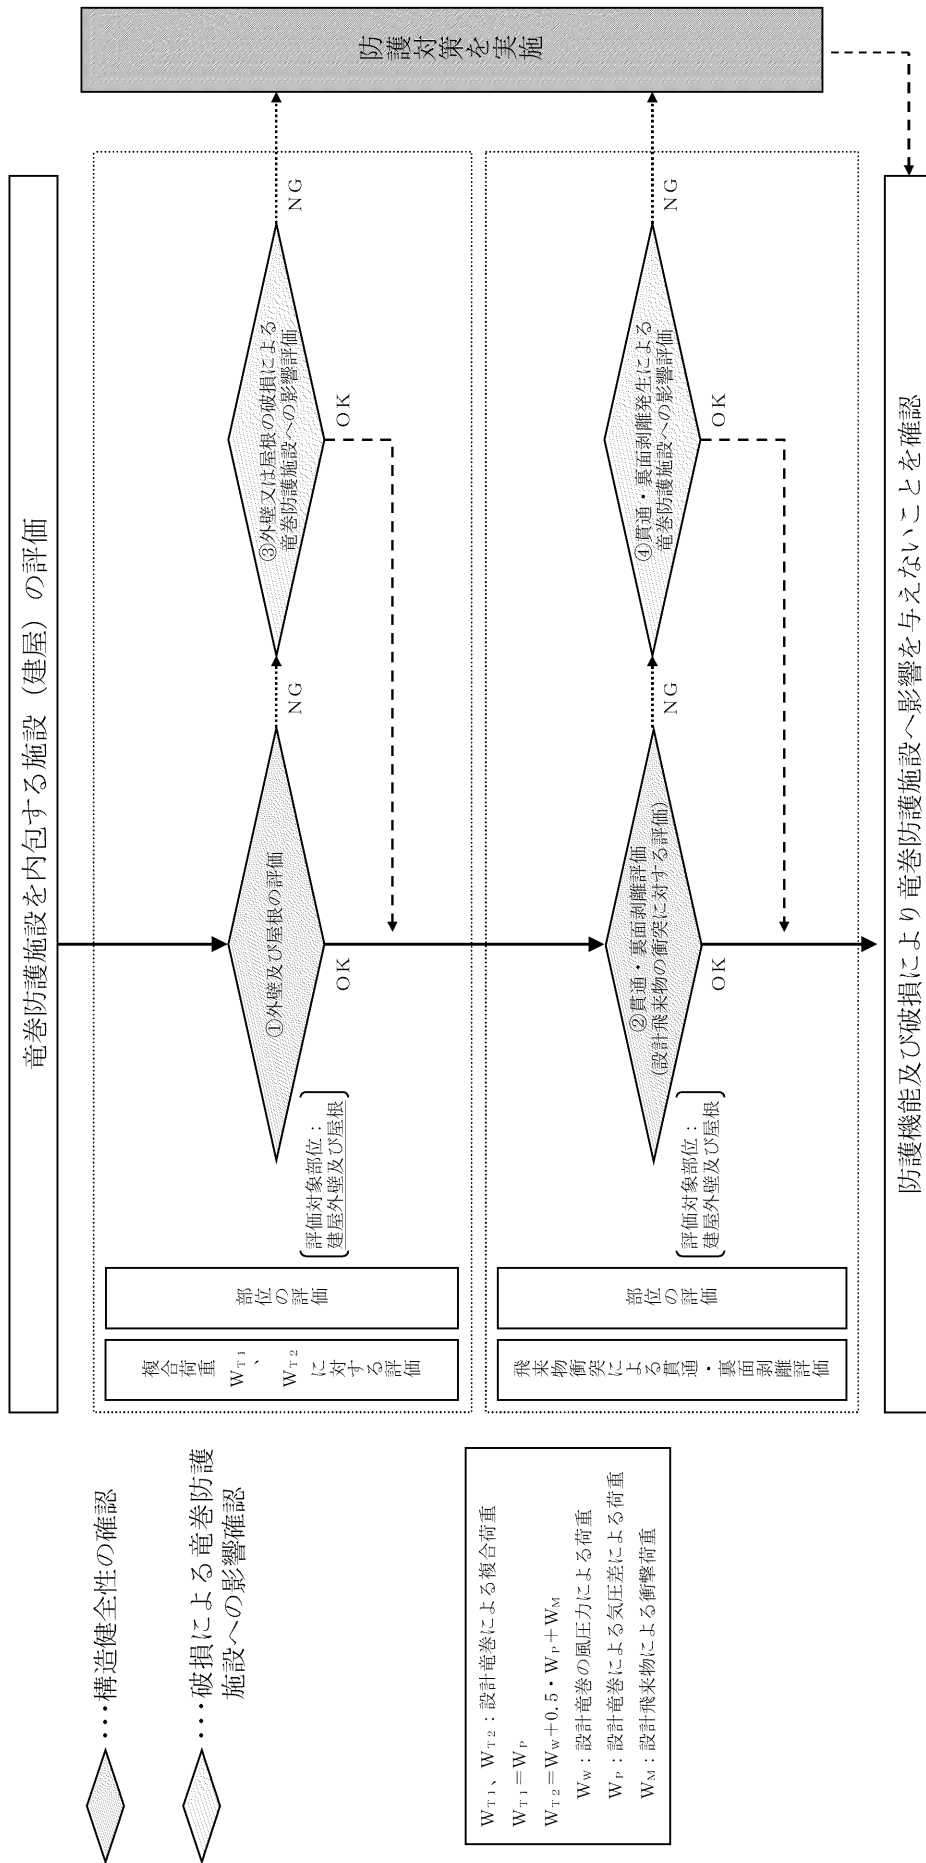 竜巻防護施設を内包する施設（建屋）の評価
複合荷重W_T1、W_T2に対する評価
部位の評価
①外壁及び屋根の評価
評価対象部位：
建屋外壁及び屋根
OK
NG
③外壁又は屋根の破損による
竜巻防護施設への影響評価
OK
NG
飛来物衝突による貫通・裏面剥離評価
部位の評価
②貫通・裏面剥離評価
(設計飛来物の衝突に対する評価)
評価対象部位：
建屋外壁及び屋根
OK
NG
④貫通・裏面剥離発生による
竜巻防護施設への影響評価
OK
NG
防護対策を実施
防護機能及び破損により竜巻防護施設へ影響を与えないことを確認
・・・構造健全性の確認
・・・破損による竜巻防護
施設への影響確認
W_T1、W_T2：設計竜巻による複合荷重
W_T1＝W_P
W_T2＝W_W＋0.5・W_P＋W_M
W_W：設計竜巻の風圧力による荷重
W_P：設計竜巻による気圧差による荷重
W_M：設計飛来物による衝撃荷重